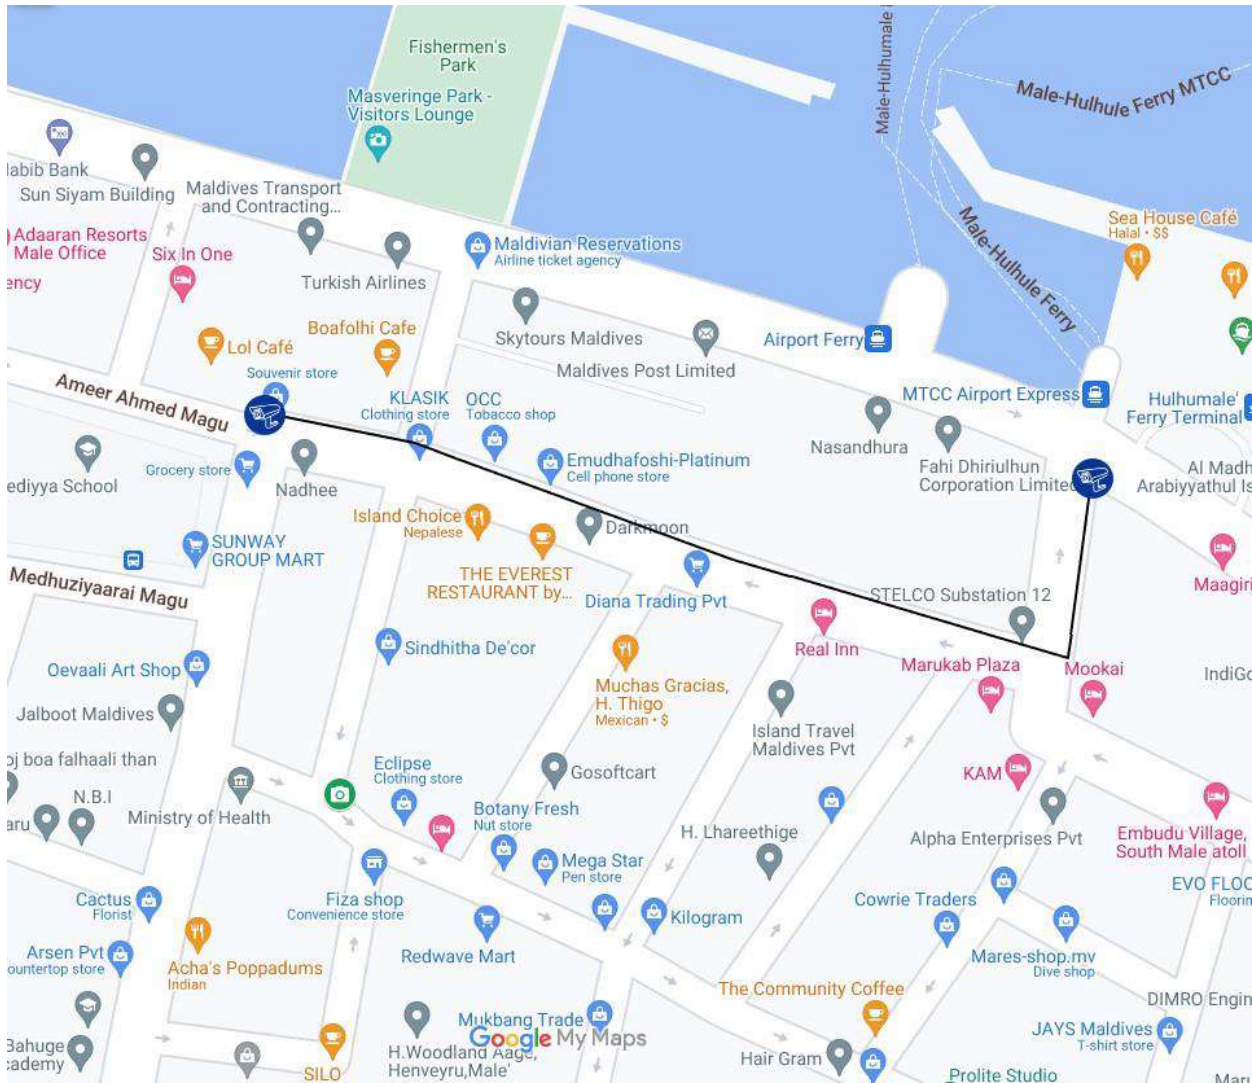 Fishermen's
Park
Masveringe Park -
Visitors Lounge
Male-Hulhumale
Male-Hulhule Ferry MTCC
Habib Bank
Sun Siyam Building
Maldives Transport
and Contracting...
Adaaran Resorts
Male Office
ency
Six In One
Turkish Airlines
Maldivian Reservations
Airline ticket agency
Male-Hulhule Ferry
Sea House Café
Halal • $$
Lol Café
Boafolhi Cafe
Skytours Maldives
Maldives Post Limited
Airport Ferry
Souvenir store
Ameer Ahmed Magu
KLASIK
Clothing store
OCC
Tobacco shop
MTCC Airport Express
Hulhumale'
Ferry Terminal
Nasandhura
Fahi Dhiriulhun
Corporation Limited
Al Madh
Arabiyyathul Is
Grocery store
ediyya School
Nadhee
Emudhafoshi-Platinum
Cell phone store
Island Choice
Nepalese
Darkmoon
SUNWAY
GROUP MART
THE EVEREST
RESTAURANT by...
Medhuziyaarai Magu
Diana Trading Pvt
STELCO Substation 12
Maagiri
Real Inn
Marukab Plaza
Mookai
IndiGo
Oevaali Art Shop
Sindhitha De'cor
Muchas Gracias,
H. Thigo
Mexican • $
Jalboot Maldives
Island Travel
Maldives Pvt
oj boa falhaali than
N.B.I
aru
Ministry of Health
Eclipse
Clothing store
Gosoftcart
KAM
Botany Fresh
Nut store
H. Lhareethige
Alpha Enterprises Pvt
Embudu Village,
South Male atoll
Mega Star
Pen store
Fiza shop
Convenience store
Cactus
Florist
Kilogram
Cowrie Traders
EVO FLOO
Floorin
Redwave Mart
Arsen Pvt
ountertop store
Acha's Poppadums
Indian
Mares-shop.mv
Dive shop
The Community Coffee
DIMRO Engin
Mukbang Trade
Google My Maps
JAYS Maldives
T-shirt store
Bahuge
cademy
SILO
H.Woodland Aage,
Henveyru,Male'
Hair Gram
Prolite Studio
Maru